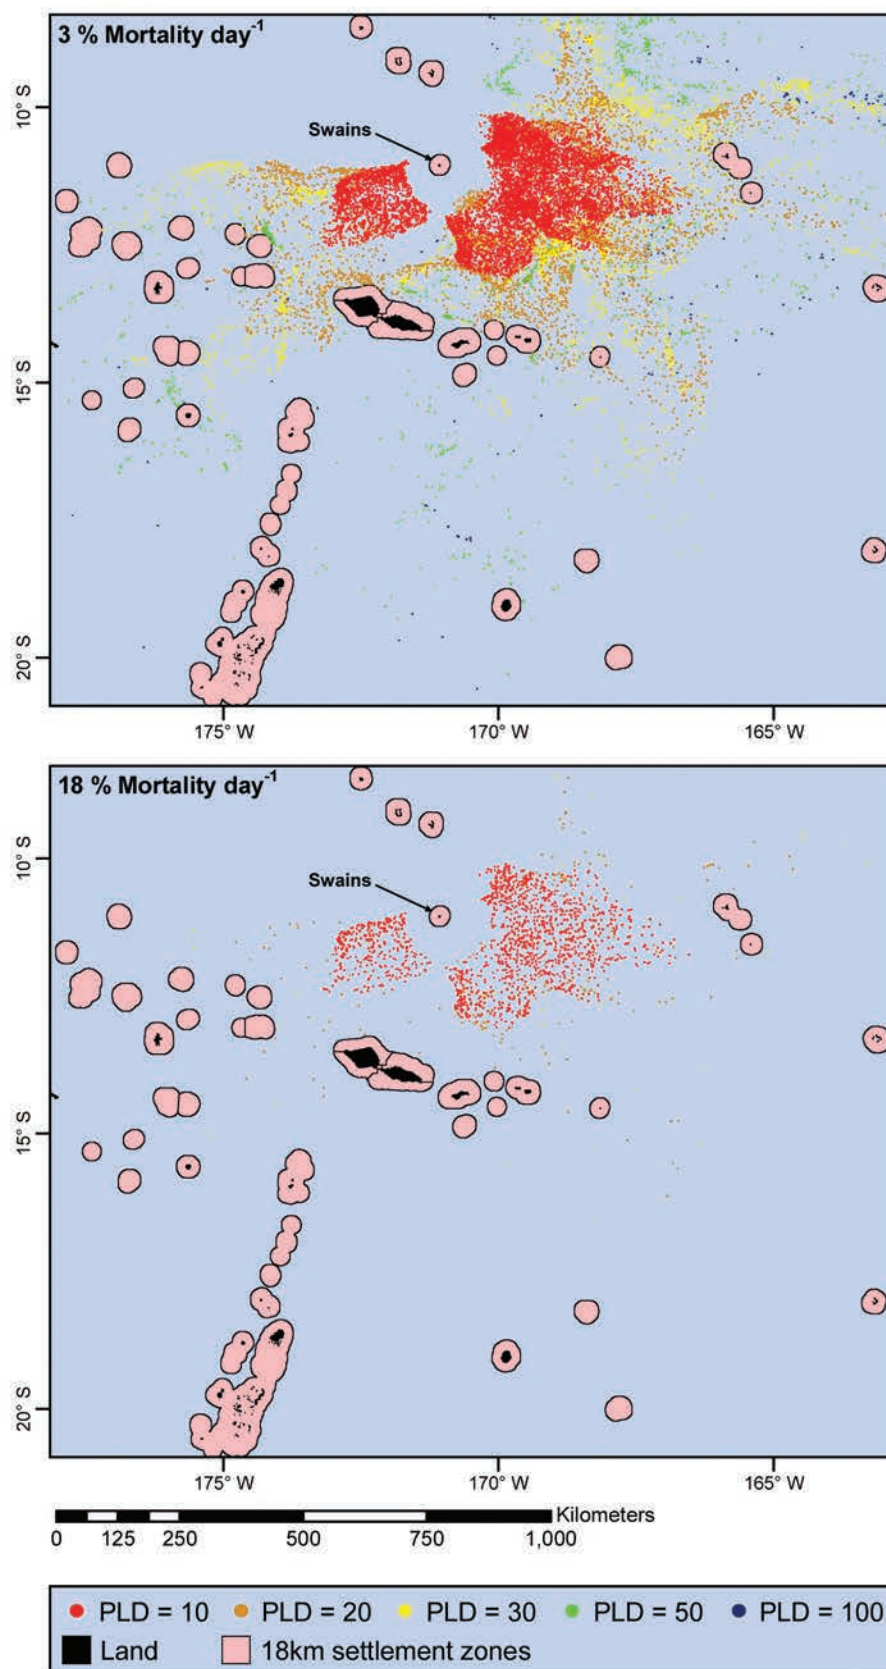 3 % Mortality day⁻¹
10° S
Swains
15° S
20° S
175° W 170° W 165° W
18 % Mortality day⁻¹
10° S
Swains
15° S
20° S
175° W 170° W 165° W
Kilometers
0 125 250 500 750 1,000
PLD = 10 PLD = 20 PLD = 30 PLD = 50 PLD = 100
Land 18km settlement zones